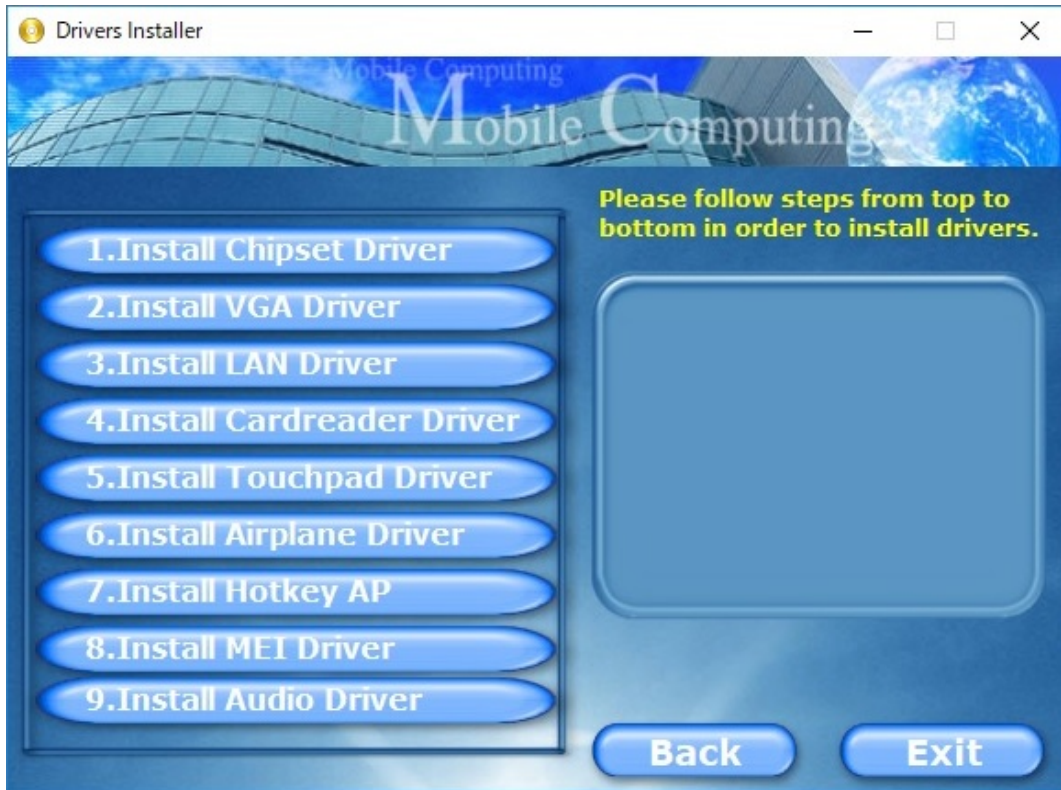 Drivers Installer
Mobile Computing
Mobile Computing
1.Install Chipset Driver
2.Install VGA Driver
3.Install LAN Driver
4.Install Cardreader Driver
5.Install Touchpad Driver
6.Install Airplane Driver
7.Install Hotkey AP
8.Install MEI Driver
9.Install Audio Driver
Please follow steps from top to
bottom in order to install drivers.
Back
Exit